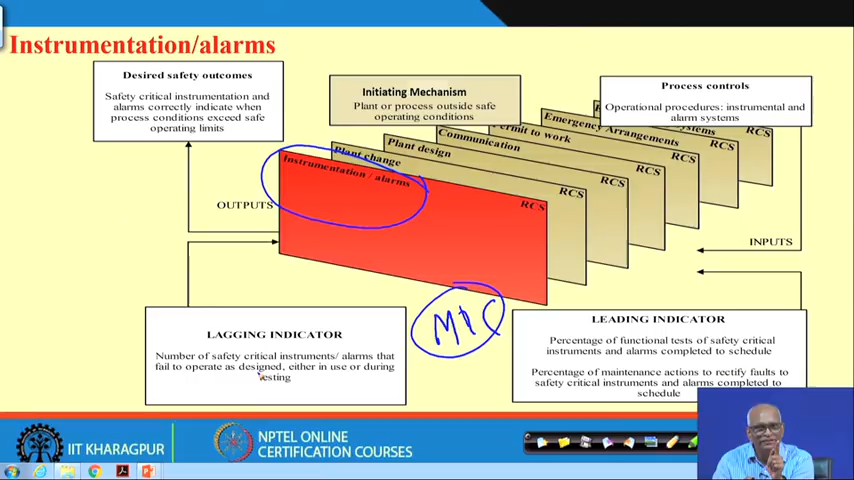 Instrumentation/alarms
Desired safety outcomes
Safety critical instrumentation and
alarms correctly indicate when
process conditions exceed safe
operating limits
Initiating Mechanism
Plant or process outside safe
operating conditions
Process controls
Operational procedures: instrumental and
alarm systems
systems
RCS
Emergency Arrangements
RCS
Permit to work
RCS
Communication
RCS
Plant design
RCS
Plant change
RCS
Instrumentation / alarms
RCS
OUTPUTS
INPUTS
LAGGING INDICATOR
Number of safety critical instruments/ alarms that
fail to operate as designed, either in use or during
testing
LEADING INDICATOR
Percentage of functional tests of safety critical
instruments and alarms completed to schedule
Percentage of maintenance actions to rectify faults to
safety critical instruments and alarms completed to
schedule
IIT KHARAGPUR
NPTEL ONLINE
CERTIFICATION COURSES